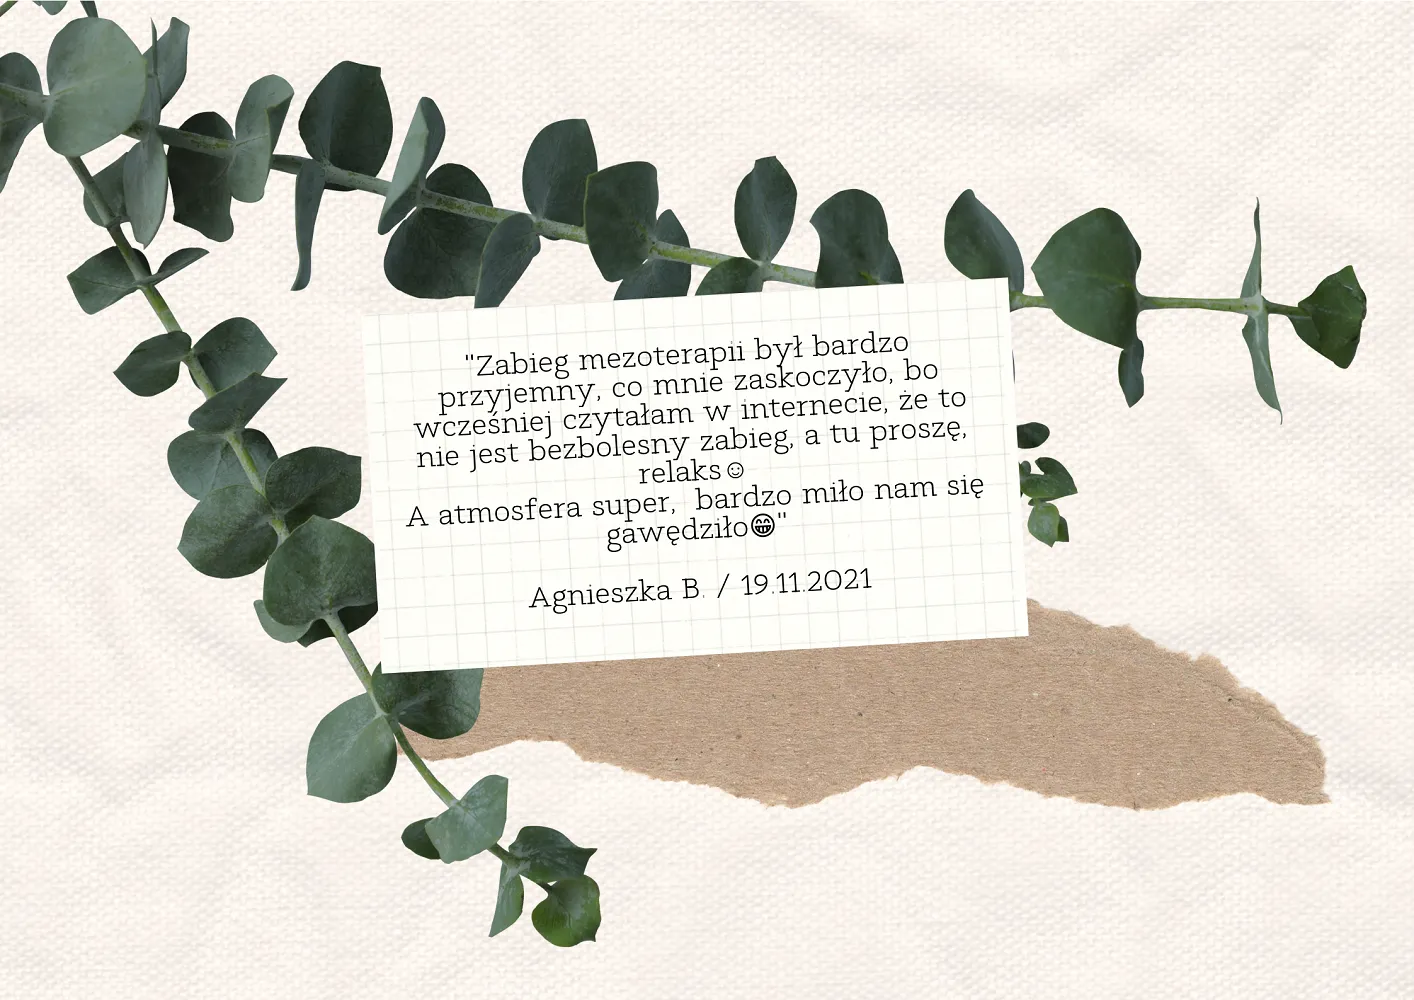 "Zabieg mezoterapii był bardzo
przyjemny, co mnie zaskoczyło, bo
wcześniej czytałam w internecie, że to
nie jest bezbolesny zabieg, a tu proszę,
relaks☺
A atmosfera super,  bardzo miło nam się
gawędziło😁"
Agnieszka B. / 19.11.2021